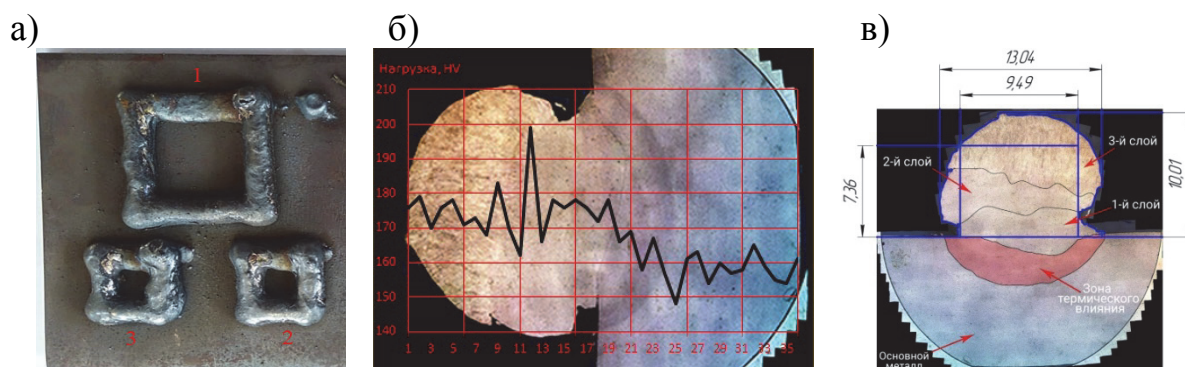 а)
б)
в)
1
3
2
Нагрузка, HV
210
200
190
180
170
160
150
140
1 3 5 7 9 11 13 15 17 19 21 23 25 27 29 31 33 35
13,04
9,49
7,36
10,01
2-й слой
3-й слой
1-й слой
Зона
термического
влияния
Основной
металл